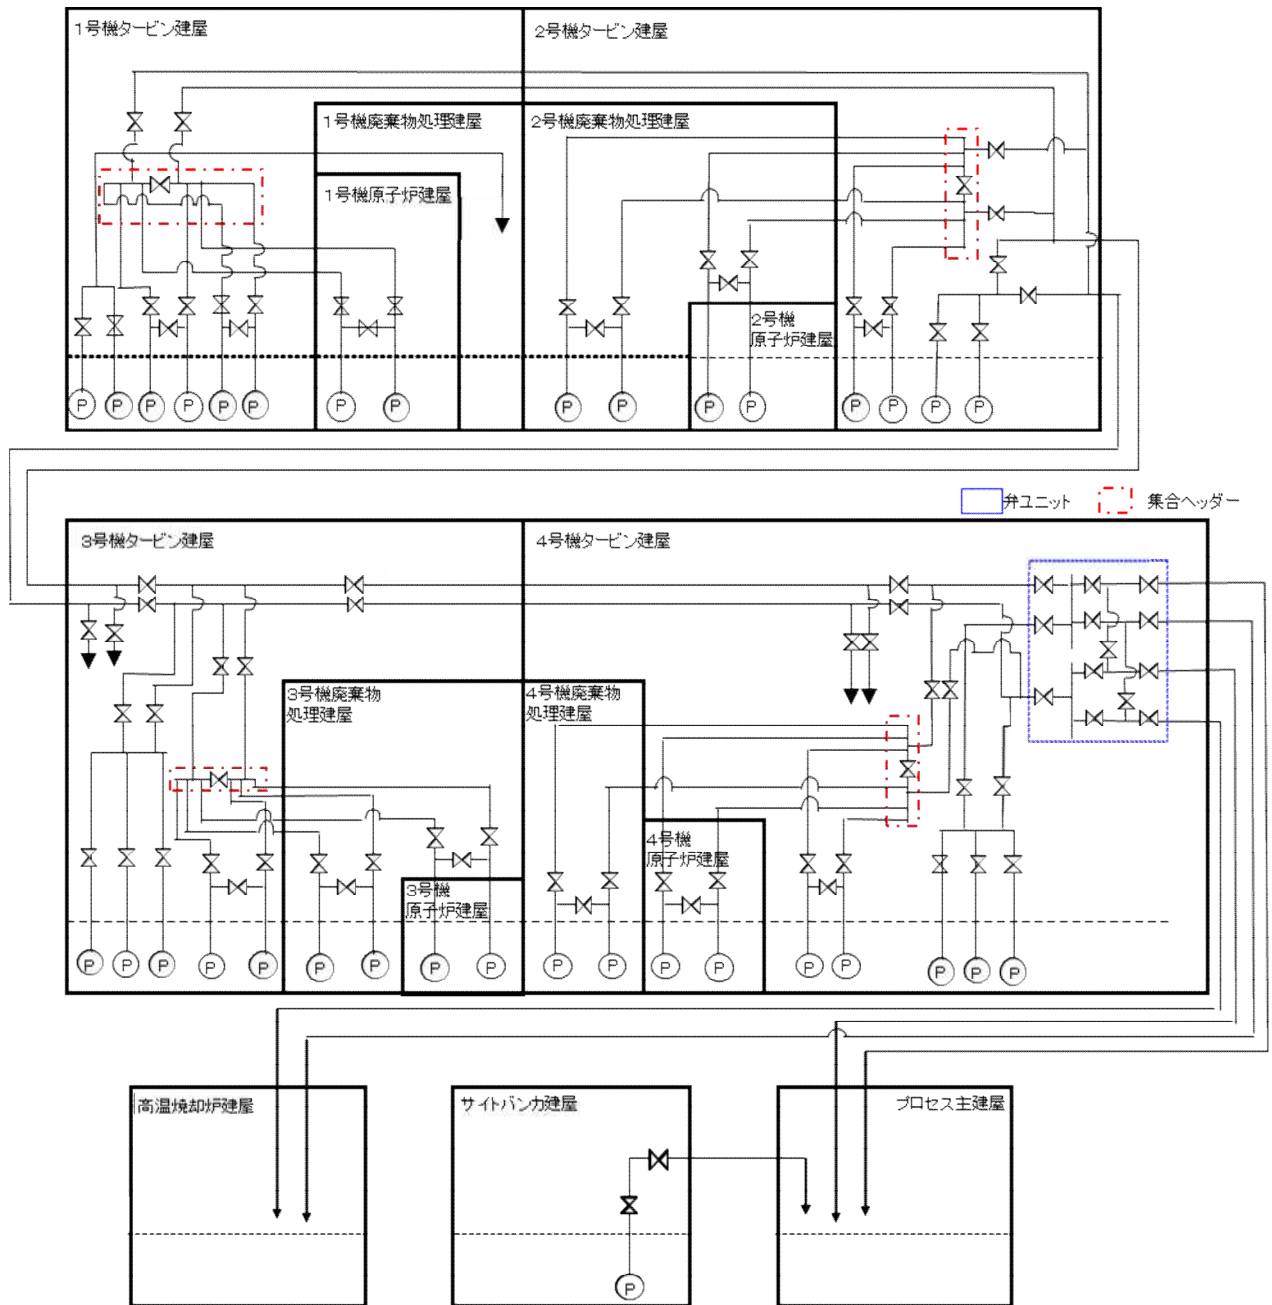 1号機タービン建屋
2号機タービン建屋
1号機廃棄物処理建屋
2号機廃棄物処理建屋
1号機原子炉建屋
2号機
原子炉建屋
P P P P P P P P P P P P P P P P
弁ユニット
集合ヘッダー
3号機タービン建屋
4号機タービン建屋
3号機廃棄物
処理建屋
4号機廃棄物
処理建屋
4号機
原子炉建屋
3号機
原子炉建屋
P P P P P P P P P P P P P P P P P P
高温焼却炉建屋
サイトバンカ建屋
プロセス主建屋
P